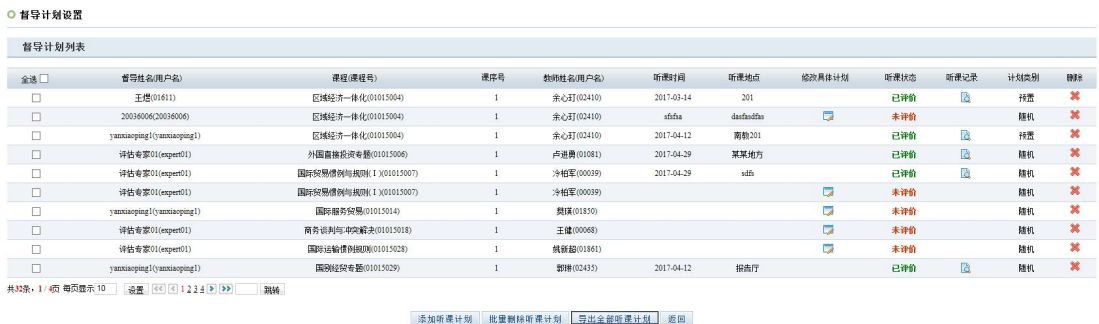 督导计划设置
督导计划列表
全选 督导姓名(用户名) 课程(课程号) 课序号 教师姓名(用户名) 听课时间 听课地点 修改具体计划 听课状态 听课记录 计划类别 删除
王煜(01611) 区域经济一体化(01015004) 1 余心玎(02410) 2017-03-14 201 已评价 预置
20036006(20036006) 区域经济一体化(01015004) 1 余心玎(02410) sfsfsa dasfasdfas 未评价 随机
yanxiaoping1(yanxiaoping1) 区域经济一体化(01015004) 1 余心玎(02410) 2017-04-12 南教201 已评价 预置
评估专家01(expert01) 外国直接投资专题(01015006) 1 卢进勇(01081) 2017-04-29 某某地方 已评价 随机
评估专家01(expert01) 国际贸易惯例与规则(Ⅰ)(01015007) 1 冷柏军(00039) 2017-04-29 sdfs 已评价 随机
评估专家01(expert01) 国际贸易惯例与规则(Ⅰ)(01015007) 1 冷柏军(00039) 未评价 随机
yanxiaoping1(yanxiaoping1) 国际服务贸易(01015014) 1 樊瑛(01850) 未评价 随机
评估专家01(expert01) 商务谈判与冲突解决(01015018) 1 王健(00068) 未评价 随机
评估专家01(expert01) 国际运输惯例规则(01015028) 1 姚新超(01861) 未评价 随机
yanxiaoping1(yanxiaoping1) 国别经贸专题(01015029) 1 郭琳(02435) 2017-04-12 报告厅 已评价 随机
共32条，1/4页 每页显示 10 设置 1 2 3 4 跳转
添加听课计划 批量删除听课计划 导出全部听课计划 返回